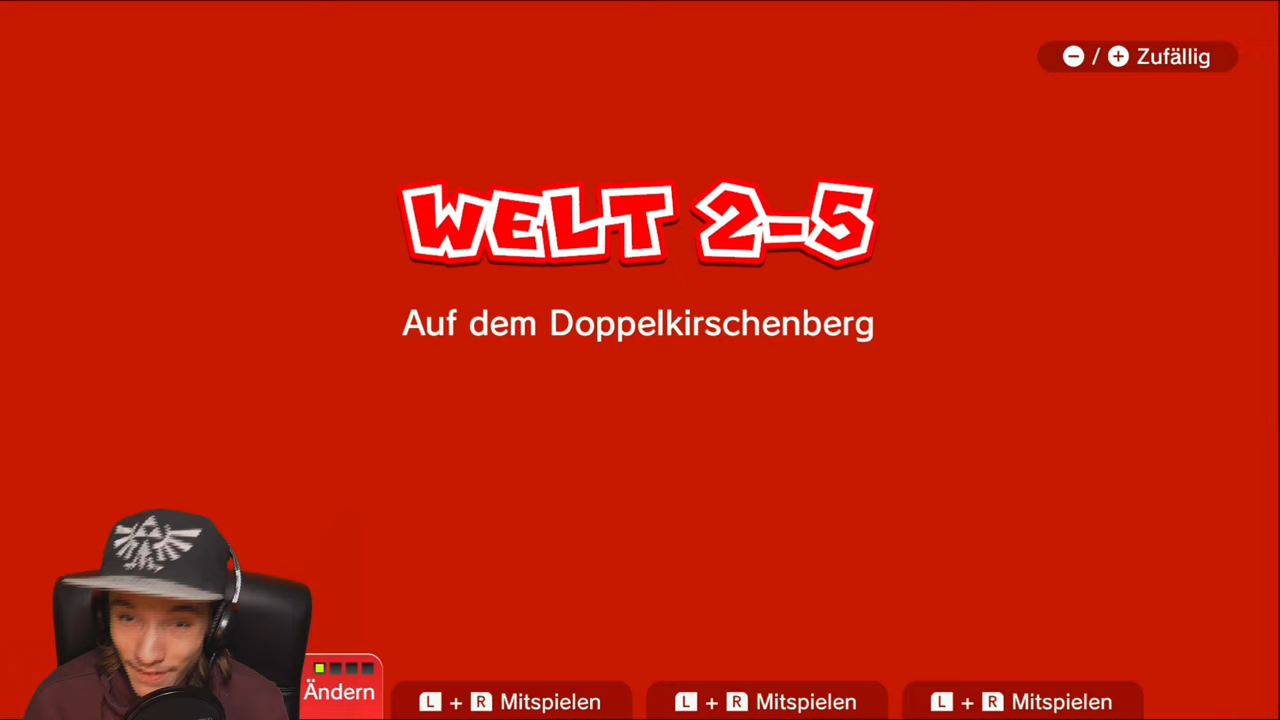 - / + Zufällig
WELT 2-5
Auf dem Doppelkirschenberg
Ändern
L + R Mitspielen
L + R Mitspielen
L + R Mitspielen